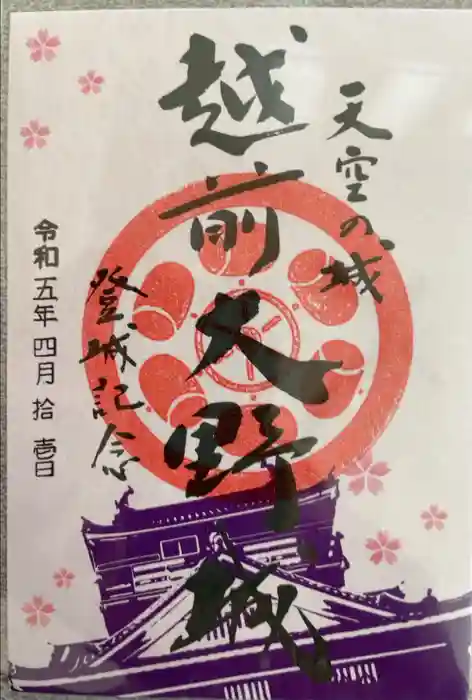 天空の城
越前大野城
登城記念
令和五年四月拾壱日